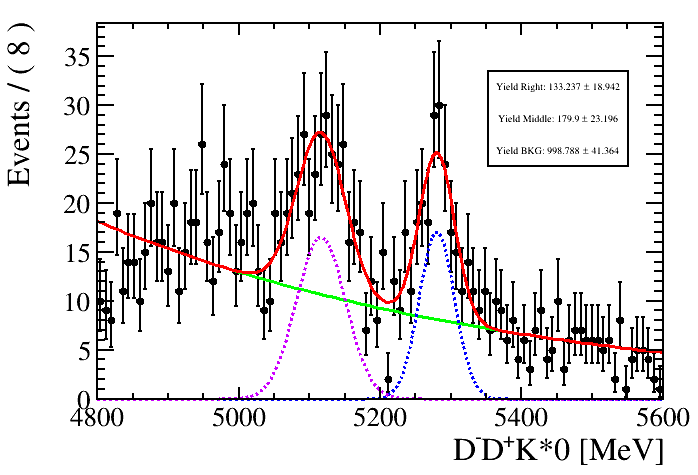 Events / ( 8 )
35
30
25
20
15
10
5
0
Yield Right: 133.237 ± 18.942
Yield Middle: 179.9 ± 23.196
Yield BKG: 998.788 ± 41.364
4800 5000 5200 5400 5600
D⁻D⁺K*0 [MeV]